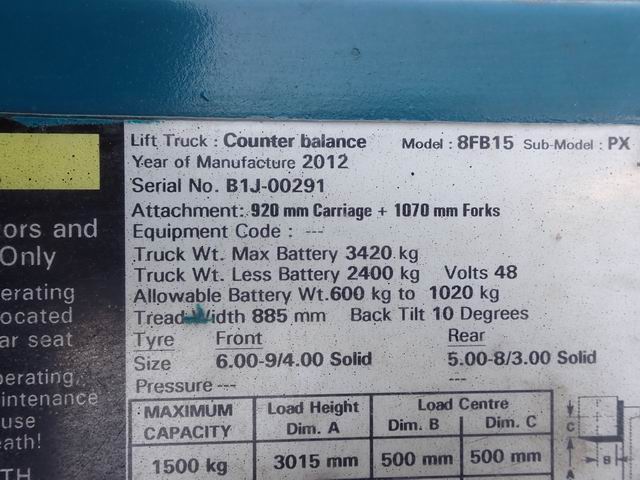 Lift Truck : Counter balance Model : 8FB15 Sub-Model : PX
Year of Manufacture 2012
Serial No. B1J-00291
Attachment: 920 mm Carriage + 1070 mm Forks
Equipment Code : ---
Truck Wt. Max Battery 3420 kg
Truck Wt. Less Battery 2400 kg Volts 48
Allowable Battery Wt.600 kg to 1020 kg
Tread Width 885 mm Back Tilt 10 Degrees
Tyre Front Rear
Size 6.00-9/4.00 Solid 5.00-8/3.00 Solid
Pressure --- ---
MAXIMUM CAPACITY Load Height Dim. A Load Centre Dim. B Dim. C
1500 kg 3015 mm 500 mm 500 mm
C
B
A
ors and
Only
erating
ocated
ar seat
perating,
intenance
use
eath!
TH